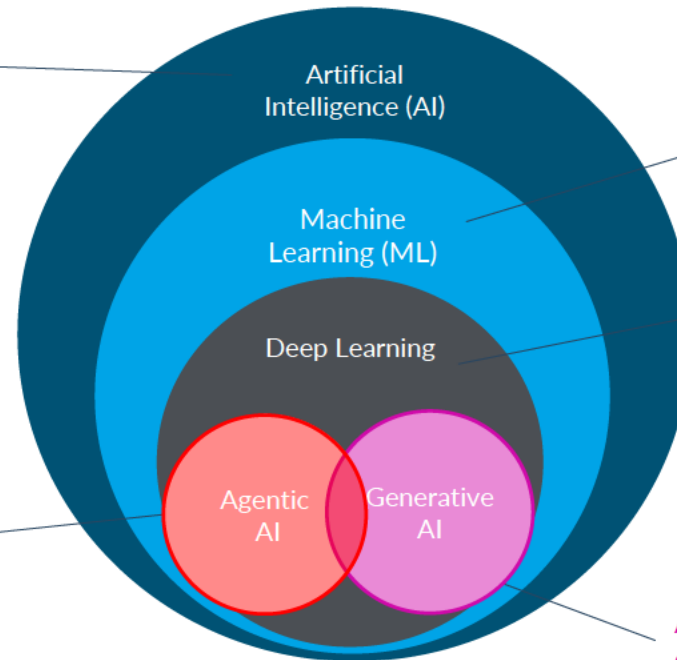 Artificial
Intelligence (AI)
Machine
Learning (ML)
Deep Learning
Agentic
AI
Generative
AI